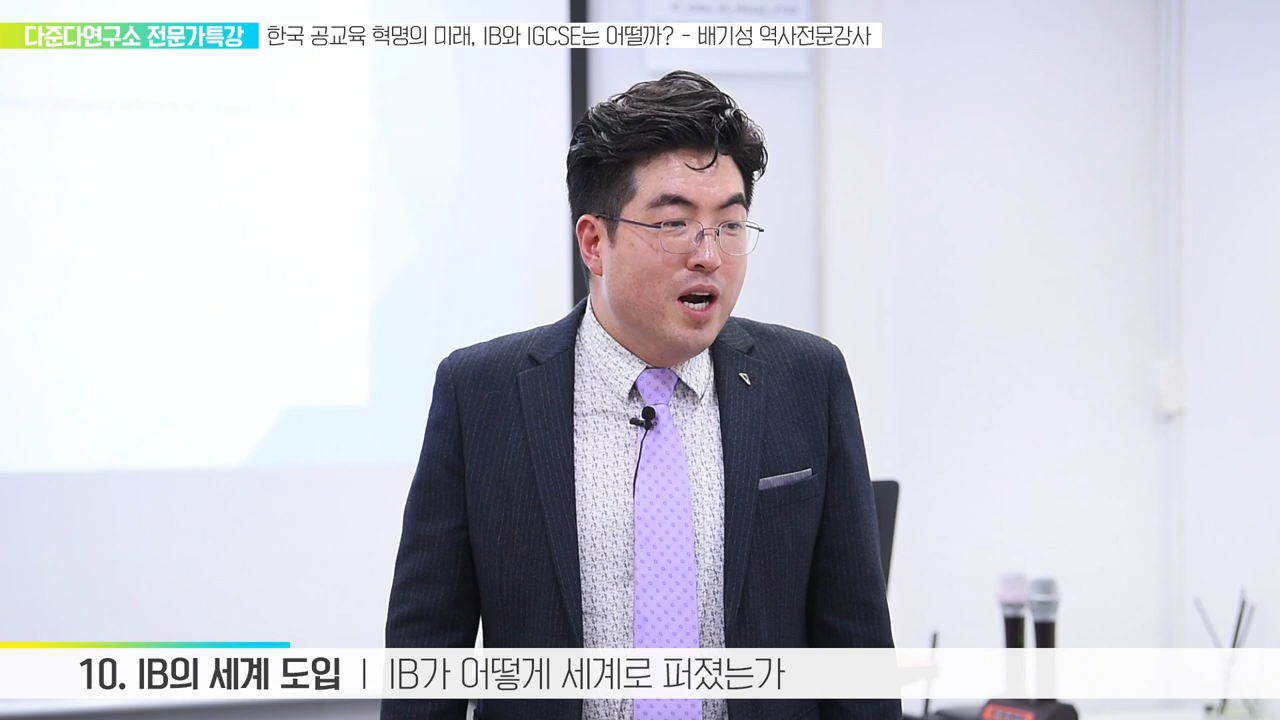 다준다연구소 전문가특강 한국 공교육 혁명의 미래, IB와 IGCSE는 어떨까? - 배기성 역사전문강사
10. IB의 세계 도입 | IB가 어떻게 세계로 퍼졌는가